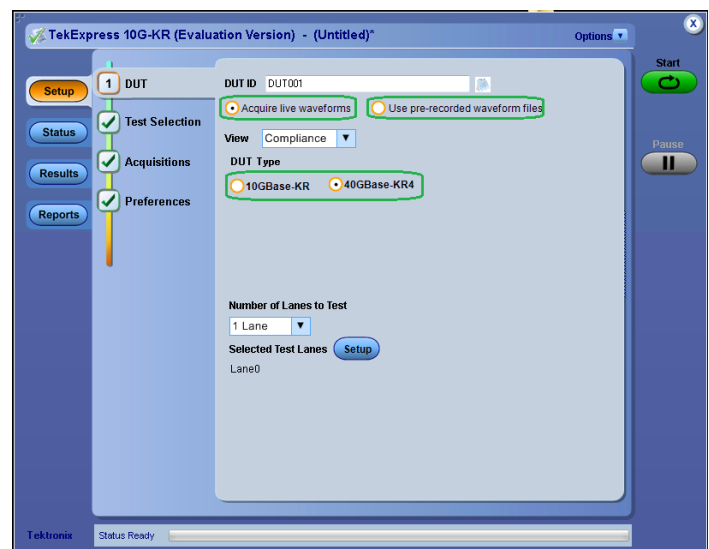 TekExpress 10G-KR (Evaluation Version) - (Untitled)*
Options
x
Start
Pause
Setup
Status
Results
Reports
1 DUT
Test Selection
Acquisitions
Preferences
DUT ID DUT001
Acquire live waveforms
Use pre-recorded waveform files
View Compliance
DUT Type
10GBase-KR
40GBase-KR4
Number of Lanes to Test
1 Lane
Selected Test Lanes Setup
Lane0
Tektronix Status Ready